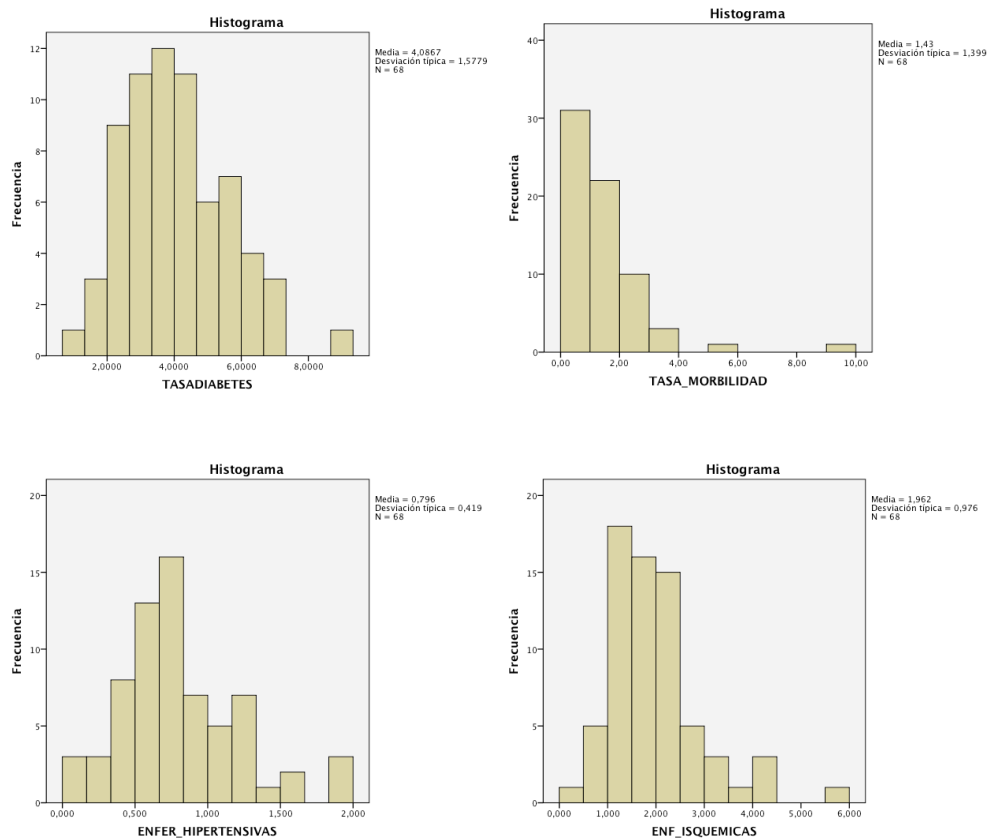 Histograma
Media = 4,0867
Desviación típica = 1,5779
N = 68
12
10
8
6
4
2
0
Frecuencia
2,0000 4,0000 6,0000 8,0000
TASADIABETES
Histograma
Media = 1,43
Desviación típica = 1,399
N = 68
40
30
20
10
0
Frecuencia
0,00 2,00 4,00 6,00 8,00 10,00
TASA_MORBILIDAD
Histograma
Media = 0,796
Desviación típica = 0,419
N = 68
20
15
10
5
0
Frecuencia
0,000 0,500 1,000 1,500 2,000
ENFER_HIPERTENSIVAS
Histograma
Media = 1,962
Desviación típica = 0,976
N = 68
20
15
10
5
0
Frecuencia
0,000 1,000 2,000 3,000 4,000 5,000 6,000
ENF_ISQUEMICAS